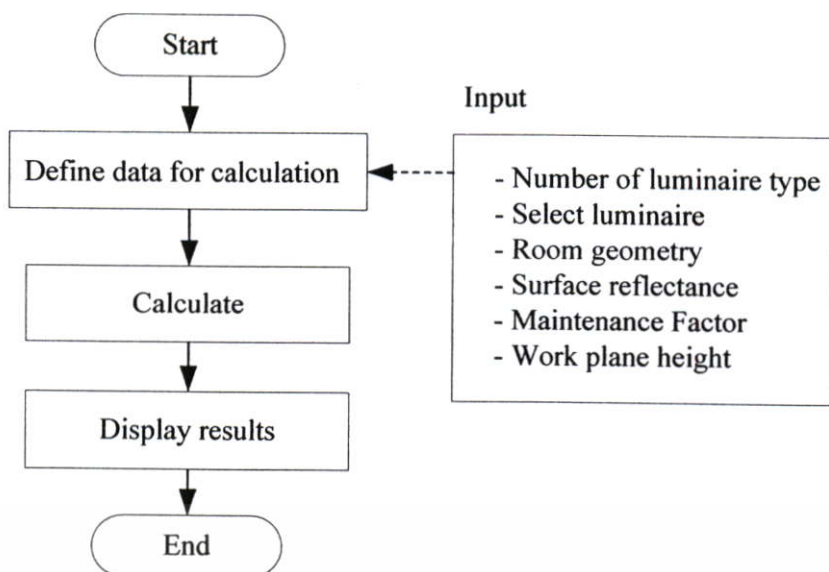 Start
Define data for calculation
Calculate
Display results
End
Input
- Number of luminaire type
- Select luminaire
- Room geometry
- Surface reflectance
- Maintenance Factor
- Work plane height